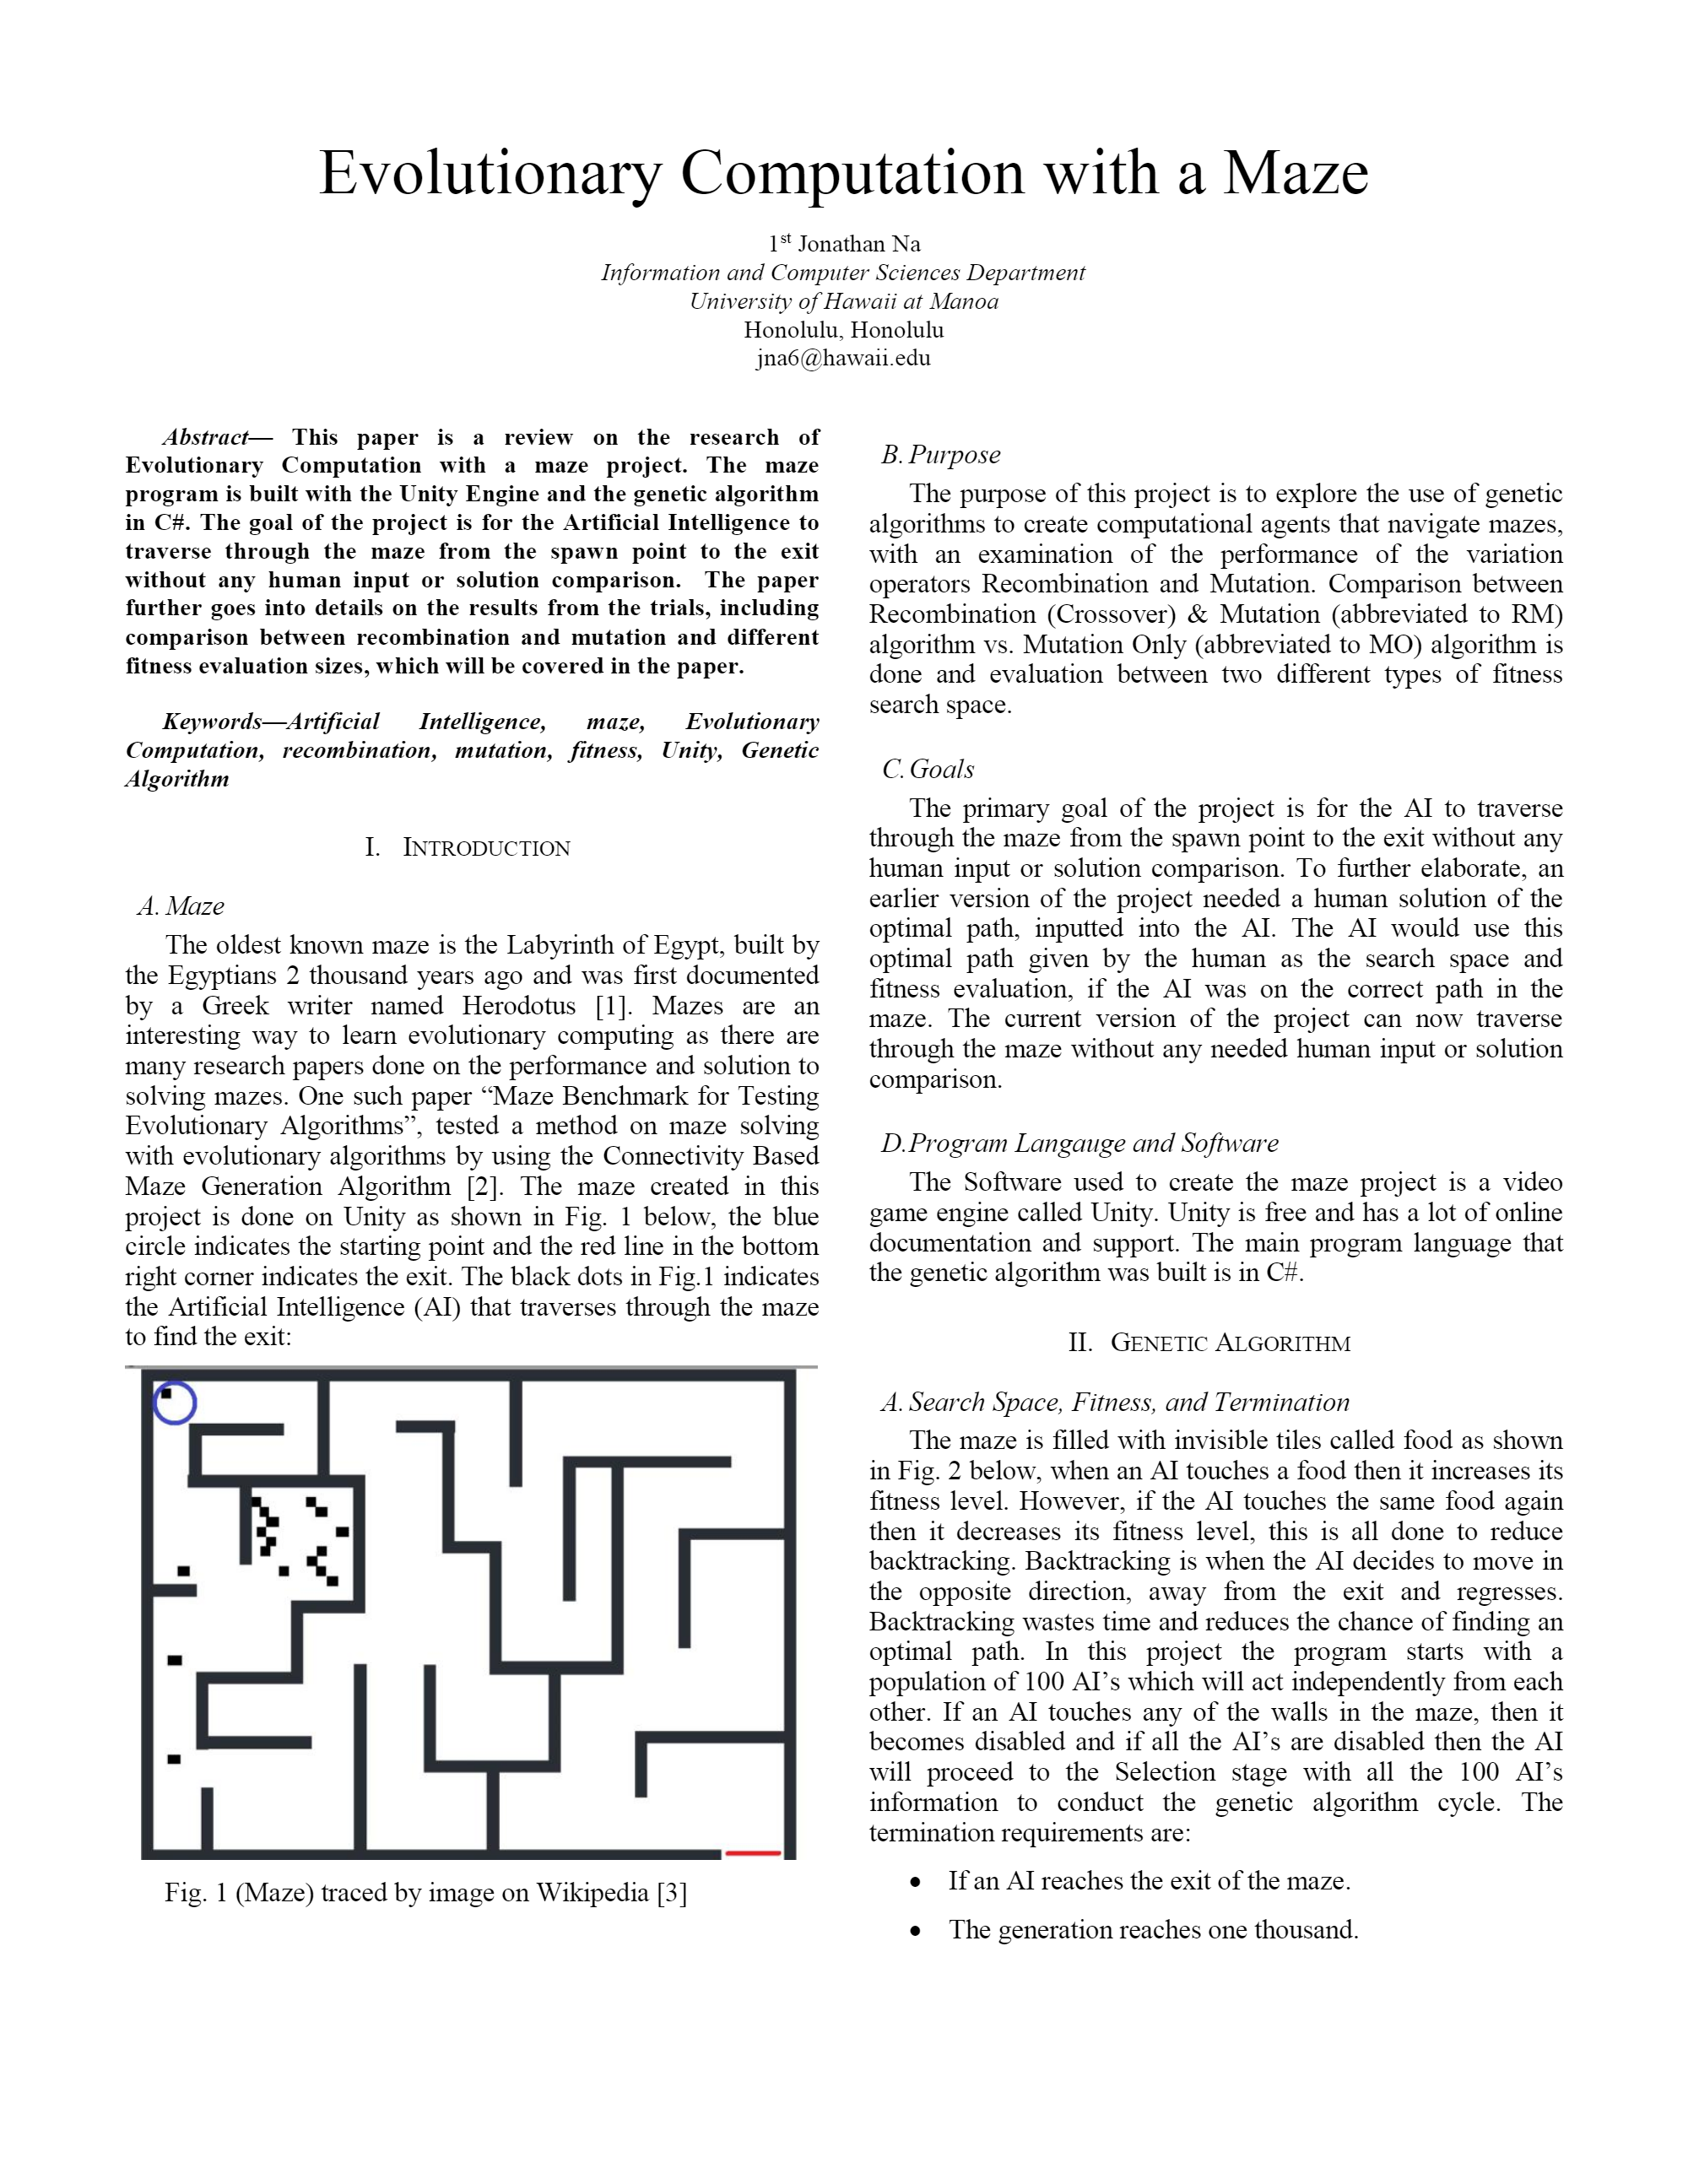 Evolutionary Computation with a Maze
1st Jonathan Na
Information and Computer Sciences Department
University of Hawaii at Manoa
Honolulu, Honolulu
jna6@hawaii.edu
Abstract— This paper is a review on the research of
Evolutionary Computation with a maze project. The maze
program is built with the Unity Engine and the genetic algorithm
in C#. The goal of the project is for the Artificial Intelligence to
traverse through the maze from the spawn point to the exit
without any human input or solution comparison. The paper
further goes into details on the results from the trials, including
comparison between recombination and mutation and different
fitness evaluation sizes, which will be covered in the paper.
Keywords—Artificial Intelligence, maze, Evolutionary
Computation, recombination, mutation, fitness, Unity, Genetic
Algorithm
I. INTRODUCTION
A. Maze
The oldest known maze is the Labyrinth of Egypt, built by
the Egyptians 2 thousand years ago and was first documented
by a Greek writer named Herodotus [1]. Mazes are an
interesting way to learn evolutionary computing as there are
many research papers done on the performance and solution to
solving mazes. One such paper “Maze Benchmark for Testing
Evolutionary Algorithms”, tested a method on maze solving
with evolutionary algorithms by using the Connectivity Based
Maze Generation Algorithm [2]. The maze created in this
project is done on Unity as shown in Fig. 1 below, the blue
circle indicates the starting point and the red line in the bottom
right corner indicates the exit. The black dots in Fig.1 indicates
the Artificial Intelligence (AI) that traverses through the maze
to find the exit:
Fig. 1 (Maze) traced by image on Wikipedia [3]
B. Purpose
The purpose of this project is to explore the use of genetic
algorithms to create computational agents that navigate mazes,
with an examination of the performance of the variation
operators Recombination and Mutation. Comparison between
Recombination (Crossover) & Mutation (abbreviated to RM)
algorithm vs. Mutation Only (abbreviated to MO) algorithm is
done and evaluation between two different types of fitness
search space.
C. Goals
The primary goal of the project is for the AI to traverse
through the maze from the spawn point to the exit without any
human input or solution comparison. To further elaborate, an
earlier version of the project needed a human solution of the
optimal path, inputted into the AI. The AI would use this
optimal path given by the human as the search space and
fitness evaluation, if the AI was on the correct path in the
maze. The current version of the project can now traverse
through the maze without any needed human input or solution
comparison.
D. Program Langauge and Software
The Software used to create the maze project is a video
game engine called Unity. Unity is free and has a lot of online
documentation and support. The main program language that
the genetic algorithm was built is in C#.
II. GENETIC ALGORITHM
A. Search Space, Fitness, and Termination
The maze is filled with invisible tiles called food as shown
in Fig. 2 below, when an AI touches a food then it increases its
fitness level. However, if the AI touches the same food again
then it decreases its fitness level, this is all done to reduce
backtracking. Backtracking is when the AI decides to move in
the opposite direction, away from the exit and regresses.
Backtracking wastes time and reduces the chance of finding an
optimal path. In this project the program starts with a
population of 100 AI’s which will act independently from each
other. If an AI touches any of the walls in the maze, then it
becomes disabled and if all the AI’s are disabled then the AI
will proceed to the Selection stage with all the 100 AI’s
information to conduct the genetic algorithm cycle. The
termination requirements are:
• If an AI reaches the exit of the maze.
• The generation reaches one thousand.